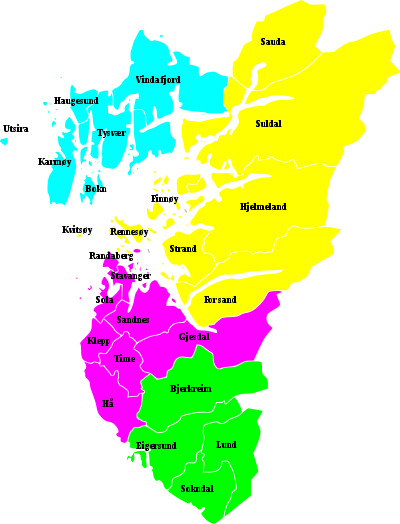 Sauda
Vindafjord
Haugesund
Suldal
Utsira
Tysvær
Karmøy
Bokn
Finnøy
Hjelmeland
Kvitsøy
Rennesøy
Strand
Randaberg
Stavanger
Sola
Forsand
Sandnes
Gjesdal
Klepp
Time
Bjerkreim
Hå
Eigersund
Lund
Sokndal